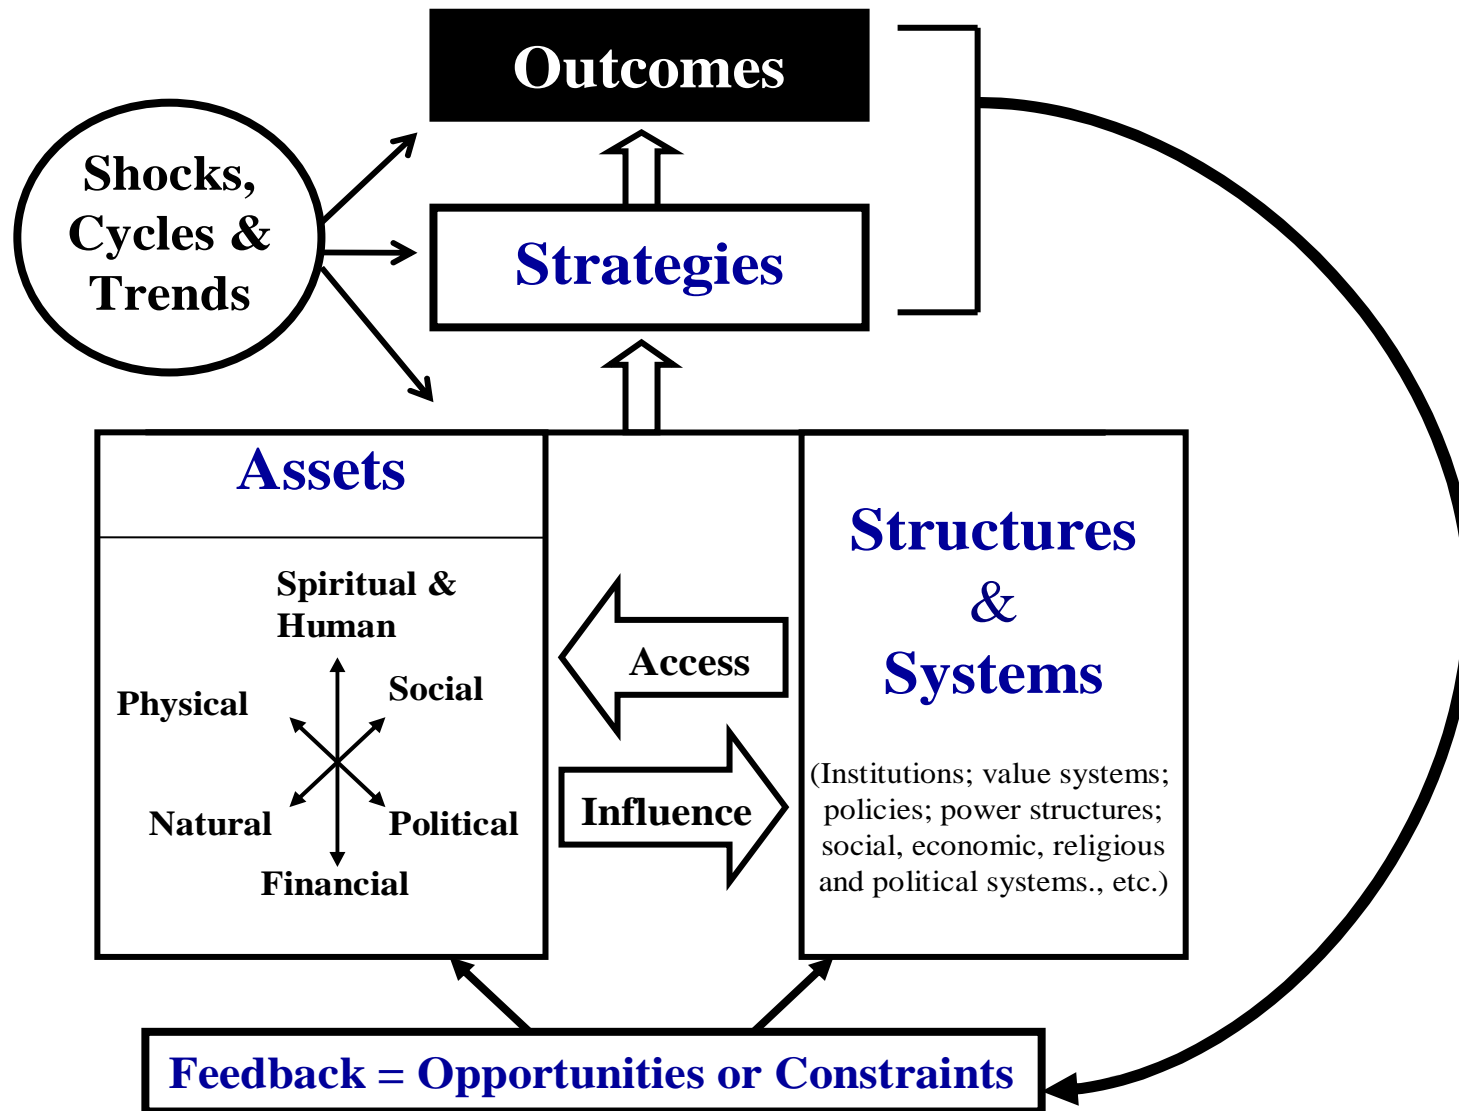 Outcomes
Shocks,
Cycles &
Trends
Strategies
Assets
Spiritual &
Human
Physical
Social
Natural
Political
Financial
Access
Influence
Structures
&
Systems
(Institutions; value systems;
policies; power structures;
social, economic, religious
and political systems., etc.)
Feedback = Opportunities or Constraints